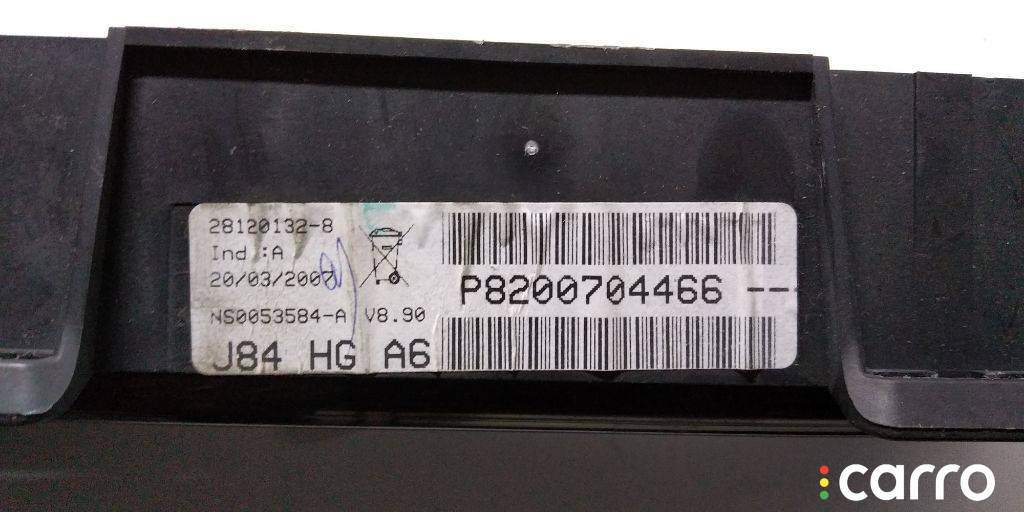 28120132-8
Ind :A
20/03/2007
NS0053584-A V8.90
J84 HG A6
P8200704466 ---
carro